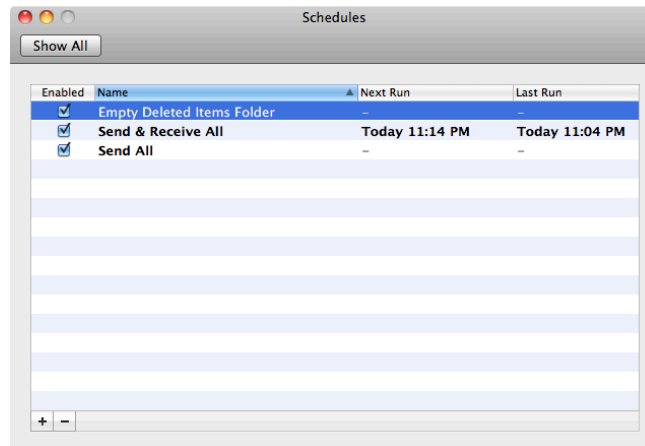 Schedules
Show All
Enabled Name Next Run Last Run
Empty Deleted Items Folder – –
Send & Receive All Today 11:14 PM Today 11:04 PM
Send All – –
+ –